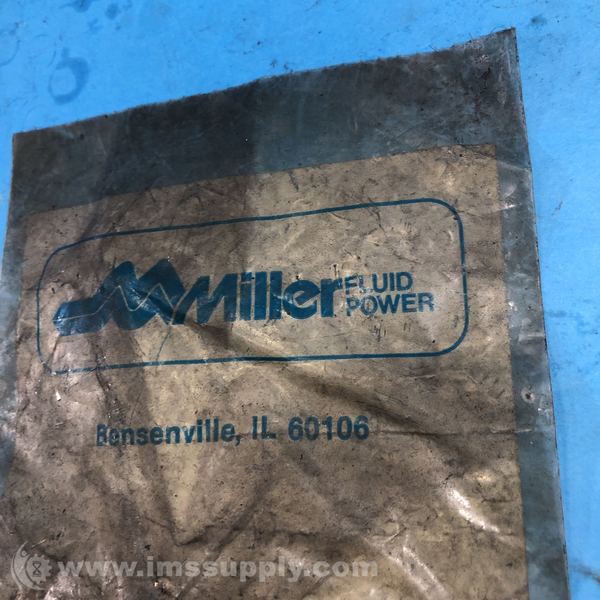 Miller FLUID
POWER
Bensenville, IL 60106
www.imssupply.com